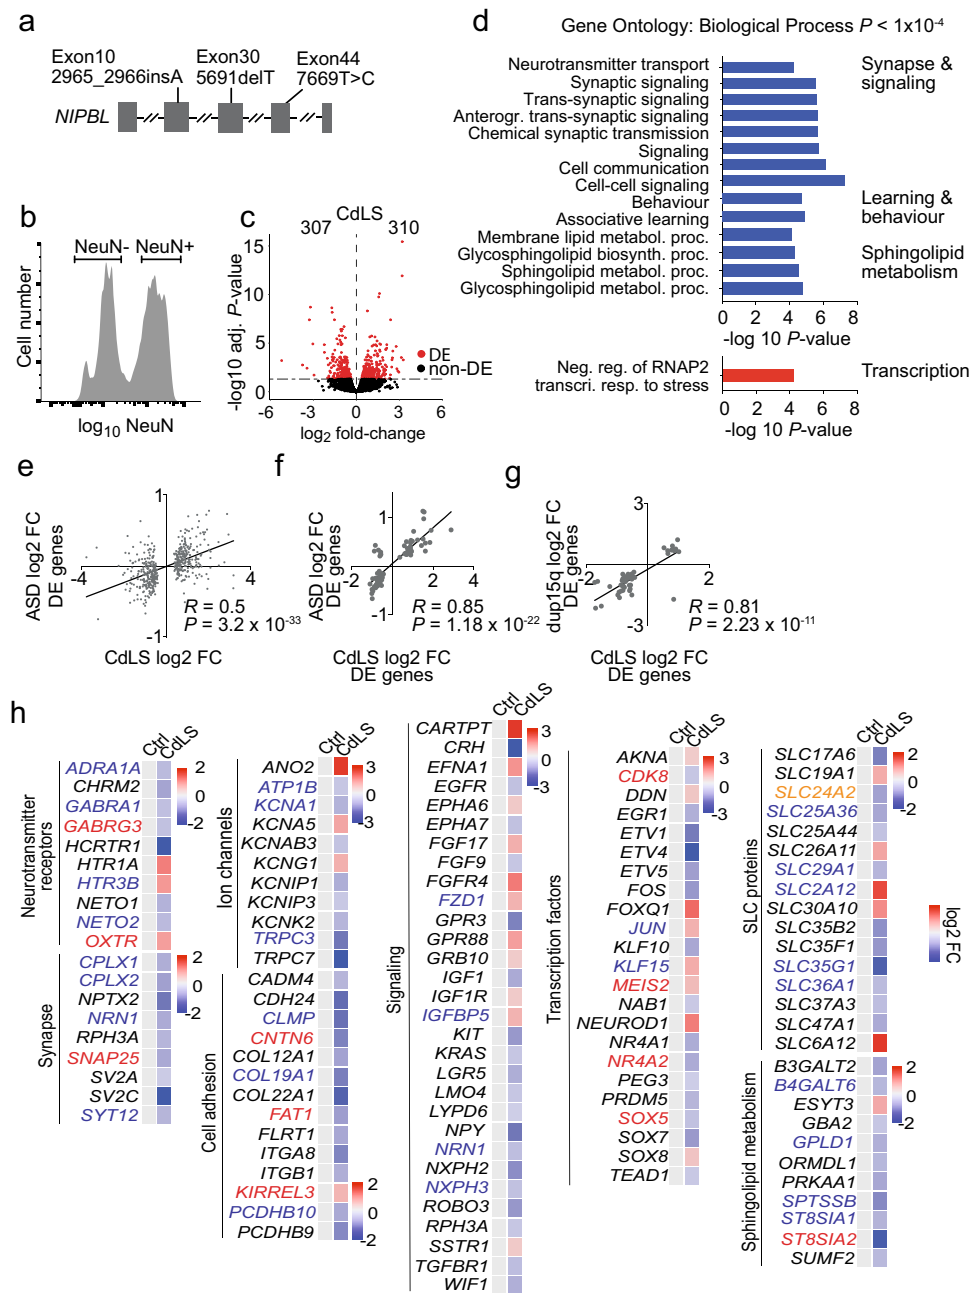 a
Exon10
2965_2966insA
Exon30
5691delT
Exon44
7669T>C
NIPBL
b
NeuN-
NeuN+
Cell number
log10 NeuN
c
CdLS
307
310
-log10 adj. P-value
15
10
5
0
-6
-3
0
3
6
log2 fold-change
DE
non-DE
d
Gene Ontology: Biological Process P < 1x10-4
Neurotransmitter transport
Synaptic signaling
Trans-synaptic signaling
Anterogr. trans-synaptic signaling
Chemical synaptic transmission
Signaling
Cell communication
Cell-cell signaling
Behaviour
Associative learning
Membrane lipid metabol. proc.
Glycosphingolipid biosynth. proc.
Sphingolipid metabol. proc.
Glycosphingolipid metabol. proc.
Synapse &
signaling
Learning &
behaviour
Sphingolipid
metabolism
0 2 4 6 8
-log 10 P-value
Neg. reg. of RNAP2
transcri. resp. to stress
Transcription
0 2 4 6 8
-log 10 P-value
e
ASD log2 FC
DE genes
1
-4
4
-1
R = 0.5
P = 3.2 x 10-33
CdLS log2 FC
f
ASD log2 FC
DE genes
1
-2
2
4
-1
R = 0.85
P = 1.18 x 10-22
CdLS log2 FC
DE genes
g
dup15q log2 FC
DE genes
3
-2
2
-3
R = 0.81
P = 2.23 x 10-11
CdLS log2 FC
DE genes
h
Ctrl
CdLS
Neurotransmitter
receptors
ADRA1A
CHRM2
GABRA1
GABRG3
HCRTR1
HTR1A
HTR3B
NETO1
NETO2
OXTR
2
0
-2
Synapse
CPLX1
CPLX2
NPTX2
NRN1
RPH3A
SNAP25
SV2A
SV2C
SYT12
2
0
-2
Ctrl
CdLS
Ion channels
ANO2
ATP1B
KCNA1
KCNA5
KCNAB3
KCNG1
KCNIP1
KCNIP3
KCNK2
TRPC3
TRPC7
3
0
-3
Cell adhesion
CADM4
CDH24
CLMP
CNTN6
COL12A1
COL19A1
COL22A1
FAT1
FLRT1
ITGA8
ITGB1
KIRREL3
PCDHB10
PCDHB9
2
0
-2
Ctrl
CdLS
Signaling
CARTPT
CRH
EFNA1
EGFR
EPHA6
EPHA7
FGF17
FGF9
FGFR4
FZD1
GPR3
GPR88
GRB10
IGF1
IGF1R
IGFBP5
KIT
KRAS
LGR5
LMO4
LYPD6
NPY
NRN1
NXPH2
NXPH3
ROBO3
RPH3A
SSTR1
TGFBR1
WIF1
3
0
-3
Ctrl
CdLS
Transcription factors
AKNA
CDK8
DDN
EGR1
ETV1
ETV4
ETV5
FOS
FOXQ1
JUN
KLF10
KLF15
MEIS2
NAB1
NEUROD1
NR4A1
NR4A2
PEG3
PRDM5
SOX5
SOX7
SOX8
TEAD1
3
0
-3
Ctrl
CdLS
SLC proteins
SLC17A6
SLC19A1
SLC24A2
SLC25A36
SLC25A44
SLC26A11
SLC29A1
SLC2A12
SLC30A10
SLC35B2
SLC35F1
SLC35G1
SLC36A1
SLC37A3
SLC47A1
SLC6A12
2
0
-2
Sphingolipid metabolism
B3GALT2
B4GALT6
ESYT3
GBA2
GPLD1
ORMDL1
PRKAA1
SPTSSB
ST8SIA1
ST8SIA2
SUMF2
2
0
-2
log2 FC